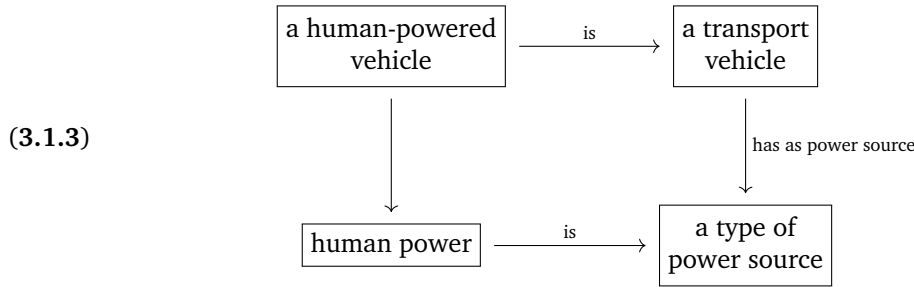 a human-powered
vehicle
is
a transport
vehicle
(3.1.3)
has as power source
human power
is
a type of
power source